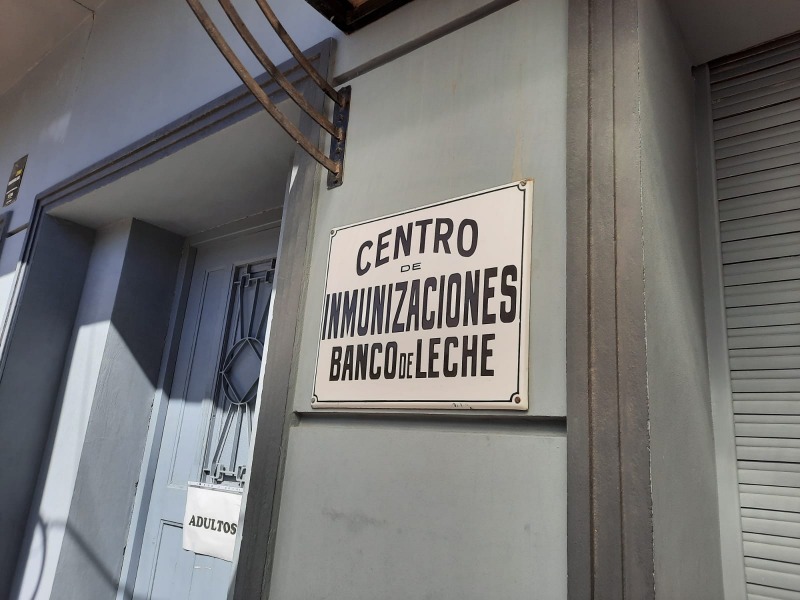 CENTRO
DE
INMUNIZACIONES
BANCO DE LECHE
ADULTOS